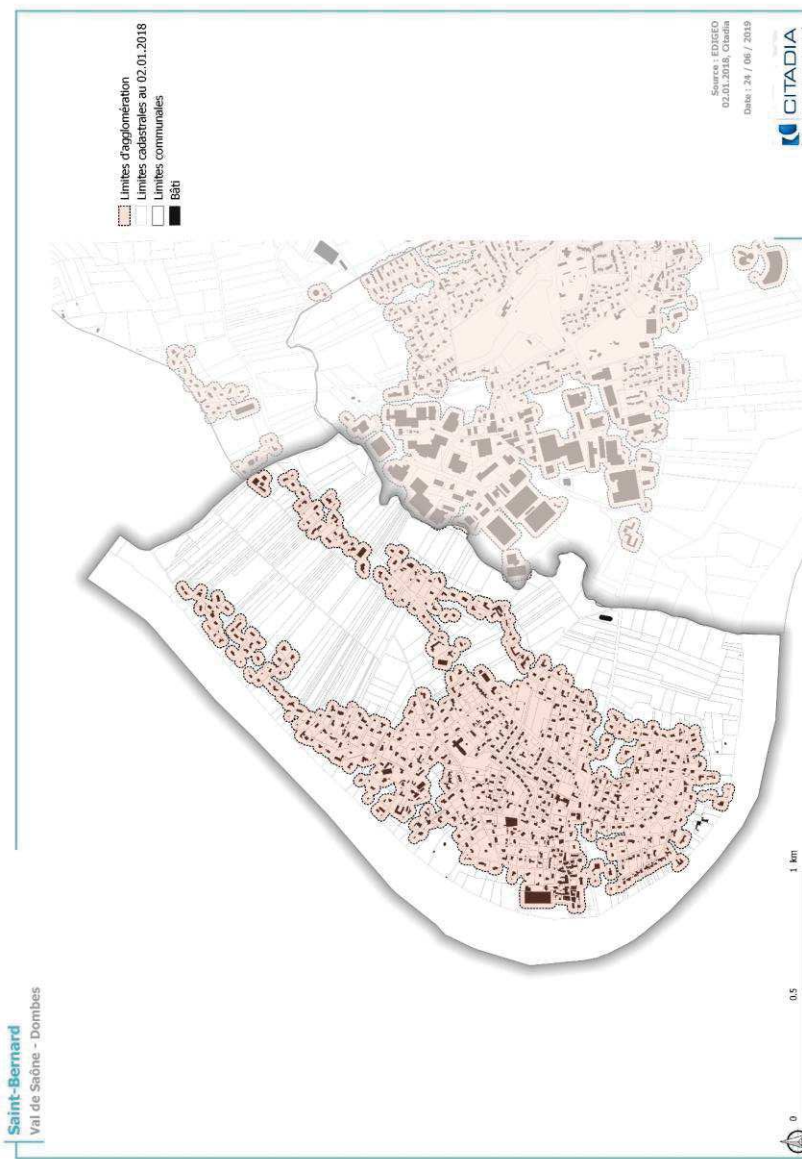 Saint-Bernard
Val de Saône - Dombes
Limites d'agglomération
Limites cadastrales au 02.01.2018
Limites communales
Bâti
0
0.5
1 km
Source : EDIGEO
02.01.2018, Citadia
Date : 24 / 06 / 2019
CITADIA